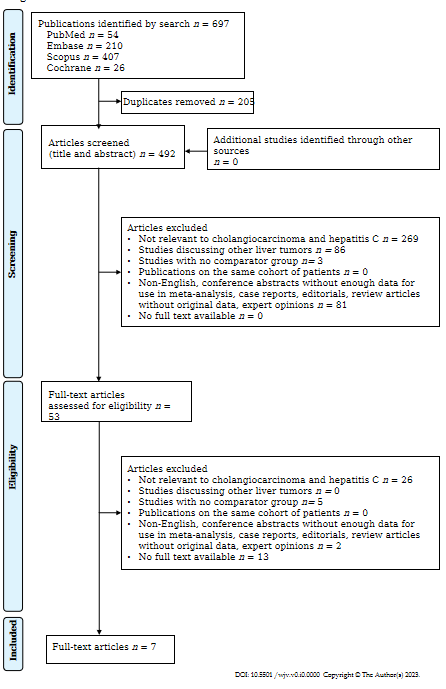 Identification
Publications identified by search n = 697
PubMed n = 54
Embase n = 210
Scopus n = 407
Cochrane n = 26
Duplicates removed n = 205
Screening
Articles screened
(title and abstract) n = 492
Additional studies identified through other
sources
n = 0
Articles excluded
• Not relevant to cholangiocarcinoma and hepatitis C n = 269
• Studies discussing other liver tumors n = 86
• Studies with no comparator group n= 3
• Publications on the same cohort of patients n = 0
• Non-English, conference abstracts without enough data for
use in meta-analysis, case reports, editorials, review articles
without original data, expert opinions n = 81
• No full text available n = 0
Eligibility
Full-text articles
assessed for eligibility n =
53
Articles excluded
• Not relevant to cholangiocarcinoma and hepatitis C n = 26
• Studies discussing other liver tumors n = 0
• Studies with no comparator group n= 5
• Publications on the same cohort of patients n = 0
• Non-English, conference abstracts without enough data for
use in meta-analysis, case reports, editorials, review articles
without original data, expert opinions n = 2
• No full text available n = 13
Included
Full-text articles n = 7
DOI: 10.5501/wjv.v0.i0.0000 Copyright © The Author(s) 2023.